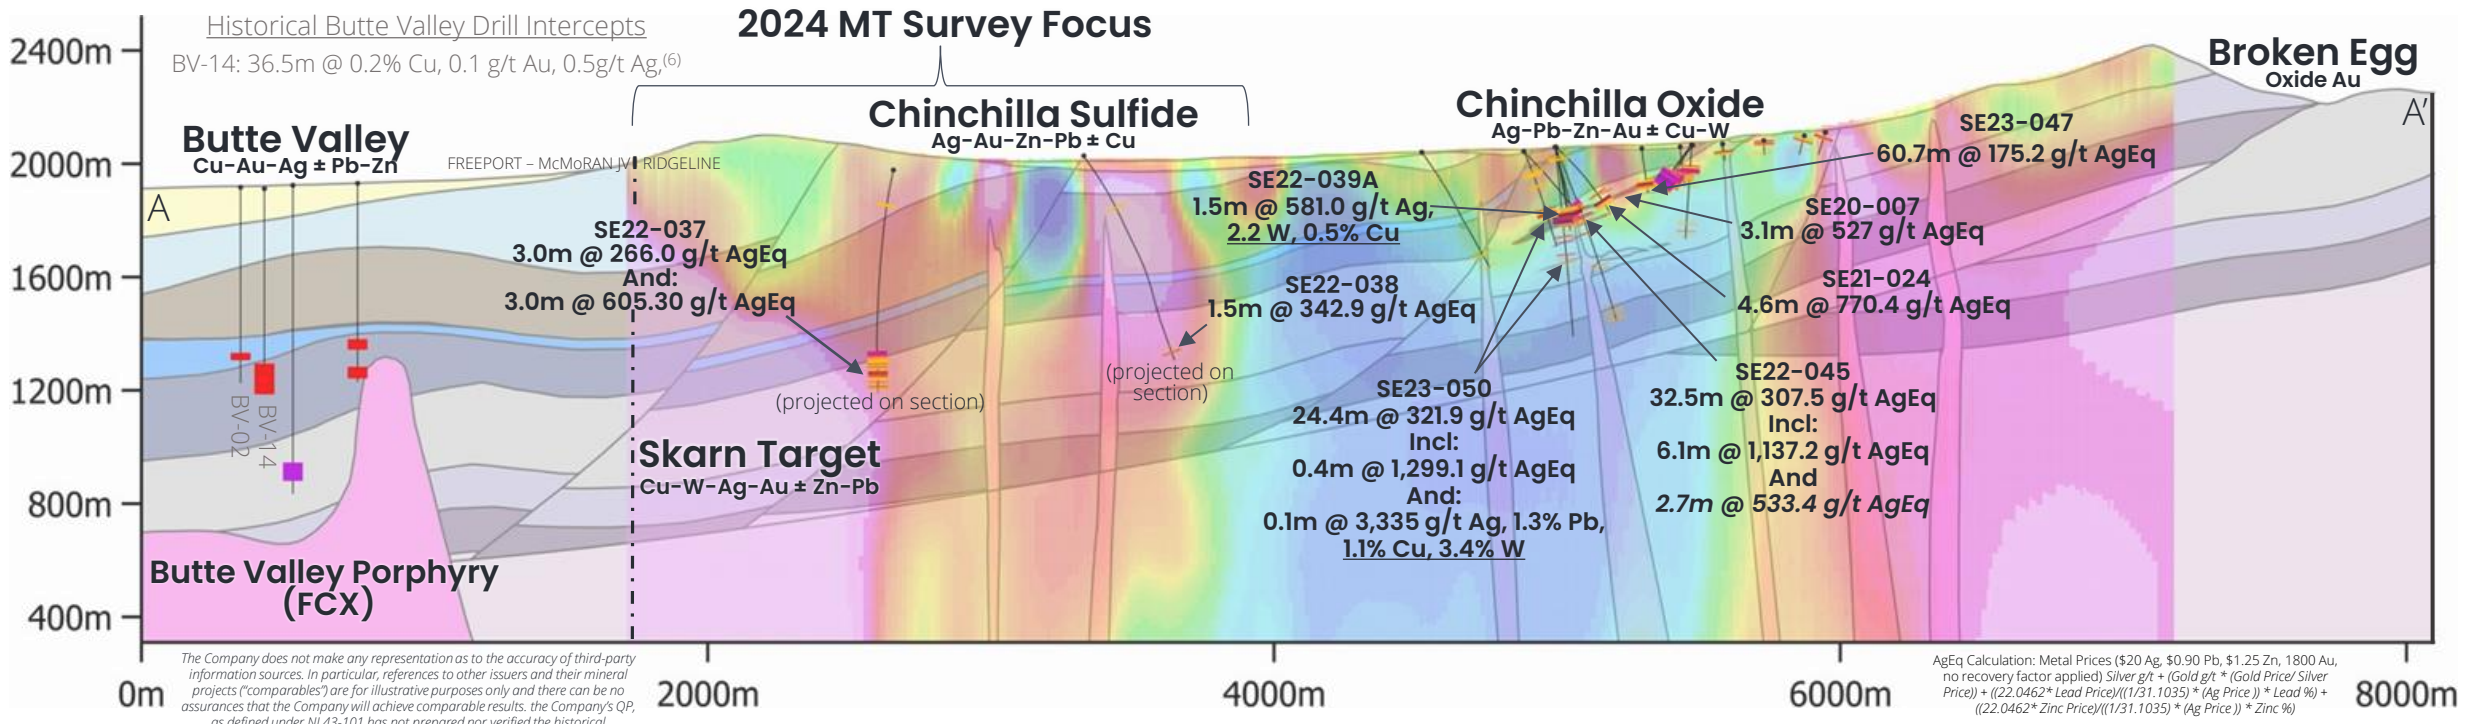 Historical Butte Valley Drill Intercepts
BV-14: 36.5m @ 0.2% Cu, 0.1 g/t Au, 0.5g/t Ag,(6)
2024 MT Survey Focus
Broken Egg
Oxide Au
Butte Valley
Cu-Au-Ag ± Pb-Zn
FREEPORT – McMoRAN JV RIDGELINE
Chinchilla Sulfide
Ag-Au-Zn-Pb ± Cu
Chinchilla Oxide
Ag-Pb-Zn-Au ± Cu-W
A
A'
2400m
2000m
1600m
1200m
800m
400m
SE22-037
3.0m @ 266.0 g/t AgEq
And:
3.0m @ 605.30 g/t AgEq
(projected on section)
SE22-039A
1.5m @ 581.0 g/t Ag,
2.2 W, 0.5% Cu
SE22-038
1.5m @ 342.9 g/t AgEq
(projected on
section)
SE23-047
60.7m @ 175.2 g/t AgEq
SE20-007
3.1m @ 527 g/t AgEq
SE21-024
4.6m @ 770.4 g/t AgEq
SE23-050
24.4m @ 321.9 g/t AgEq
Incl:
0.4m @ 1,299.1 g/t AgEq
And:
0.1m @ 3,335 g/t Ag, 1.3% Pb,
1.1% Cu, 3.4% W
SE22-045
32.5m @ 307.5 g/t AgEq
Incl:
6.1m @ 1,137.2 g/t AgEq
And
2.7m @ 533.4 g/t AgEq
BV-02
BV-14
Skarn Target
Cu-W-Ag-Au ± Zn-Pb
Butte Valley Porphyry
(FCX)
0m
2000m
4000m
6000m
8000m
The Company does not make any representation as to the accuracy of third-party
information sources. In particular, references to other issuers and their mineral
projects ("comparables") are for illustrative purposes only and there can be no
assurances that the Company will achieve comparable results. the Company's QP,
as defined under NI 43-101 has not prepared nor verified the historical
AgEq Calculation: Metal Prices ($20 Ag, $0.90 Pb, $1.25 Zn, 1800 Au,
no recovery factor applied) Silver g/t + (Gold g/t * (Gold Price/ Silver
Price)) + ((22.0462* Lead Price)/((1/31.1035) * (Ag Price )) * Lead %) +
((22.0462* Zinc Price)/((1/31.1035) * (Ag Price )) * Zinc %)